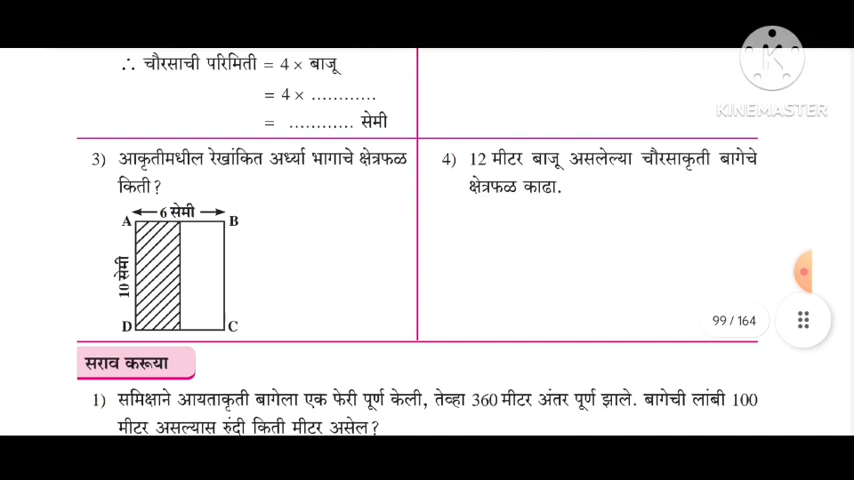 ∴ चौरसाची परिमिती = 4 × बाजू
= 4 × ............
= ............ सेमी
3) आकृतीमधील रेखांकित अर्ध्या भागाचे क्षेत्रफळ
किती?
A 6 सेमी B
10 सेमी
D C
4) 12 मीटर बाजू असलेल्या चौरसाकृती बागेचे
क्षेत्रफळ काढा.
KINEMASTER
99 / 164
सराव करूया
1) समिक्षाने आयताकृती बागेला एक फेरी पूर्ण केली, तेव्हा 360 मीटर अंतर पूर्ण झाले. बागेची लांबी 100
मीटर असल्यास रुंदी किती मीटर असेल?